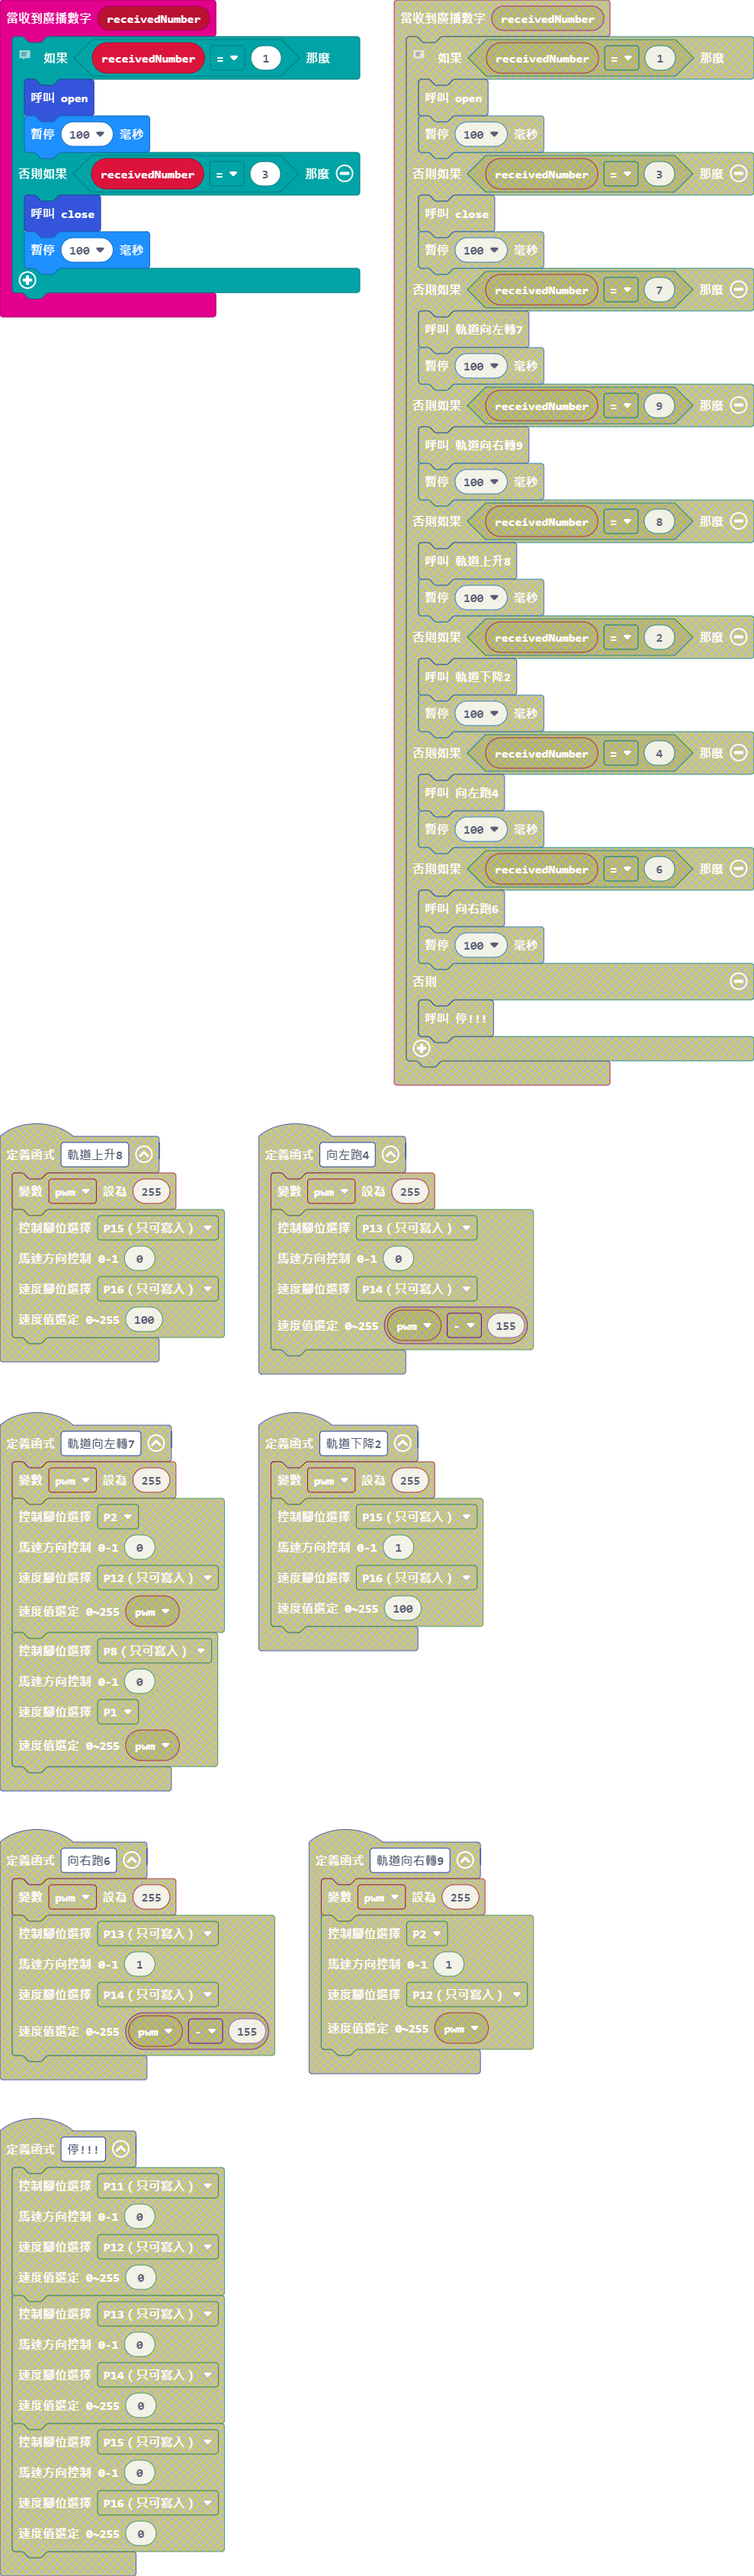 當收到廣播數字 receivedNumber
如果 receivedNumber = 1 那麼
呼叫 open
暫停 100 毫秒
否則如果 receivedNumber = 3 那麼
呼叫 close
暫停 100 毫秒
當收到廣播數字 receivedNumber
如果 receivedNumber = 1 那麼
呼叫 open
暫停 100 毫秒
否則如果 receivedNumber = 3 那麼
呼叫 close
暫停 100 毫秒
否則如果 receivedNumber = 7 那麼
呼叫 軌道向左轉7
暫停 100 毫秒
否則如果 receivedNumber = 9 那麼
呼叫 軌道向右轉9
暫停 100 毫秒
否則如果 receivedNumber = 8 那麼
呼叫 軌道上升8
暫停 100 毫秒
否則如果 receivedNumber = 2 那麼
呼叫 軌道下降2
暫停 100 毫秒
否則如果 receivedNumber = 4 那麼
呼叫 向左跑4
暫停 100 毫秒
否則如果 receivedNumber = 6 那麼
呼叫 向右跑6
暫停 100 毫秒
否則
呼叫 停!!!
定義函式 軌道上升8
變數 pwm 設為 255
控制腳位選擇 P15(只可寫入)
馬達方向控制 0-1 0
速度腳位選擇 P16(只可寫入)
速度值選定 0~255 100
定義函式 向左跑4
變數 pwm 設為 255
控制腳位選擇 P13(只可寫入)
馬達方向控制 0-1 0
速度腳位選擇 P14(只可寫入)
速度值選定 0~255 pwm - 155
定義函式 軌道向左轉7
變數 pwm 設為 255
控制腳位選擇 P2
馬達方向控制 0-1 0
速度腳位選擇 P12(只可寫入)
速度值選定 0~255 pwm
控制腳位選擇 P8(只可寫入)
馬達方向控制 0-1 0
速度腳位選擇 P1
速度值選定 0~255 pwm
定義函式 軌道下降2
變數 pwm 設為 255
控制腳位選擇 P15(只可寫入)
馬達方向控制 0-1 1
速度腳位選擇 P16(只可寫入)
速度值選定 0~255 100
定義函式 向右跑6
變數 pwm 設為 255
控制腳位選擇 P13(只可寫入)
馬達方向控制 0-1 1
速度腳位選擇 P14(只可寫入)
速度值選定 0~255 pwm - 155
定義函式 軌道向右轉9
變數 pwm 設為 255
控制腳位選擇 P2
馬達方向控制 0-1 1
速度腳位選擇 P12(只可寫入)
速度值選定 0~255 pwm
定義函式 停!!!
控制腳位選擇 P11(只可寫入)
馬達方向控制 0-1 0
速度腳位選擇 P12(只可寫入)
速度值選定 0~255 0
控制腳位選擇 P13(只可寫入)
馬達方向控制 0-1 0
速度腳位選擇 P14(只可寫入)
速度值選定 0~255 0
控制腳位選擇 P15(只可寫入)
馬達方向控制 0-1 0
速度腳位選擇 P16(只可寫入)
速度值選定 0~255 0